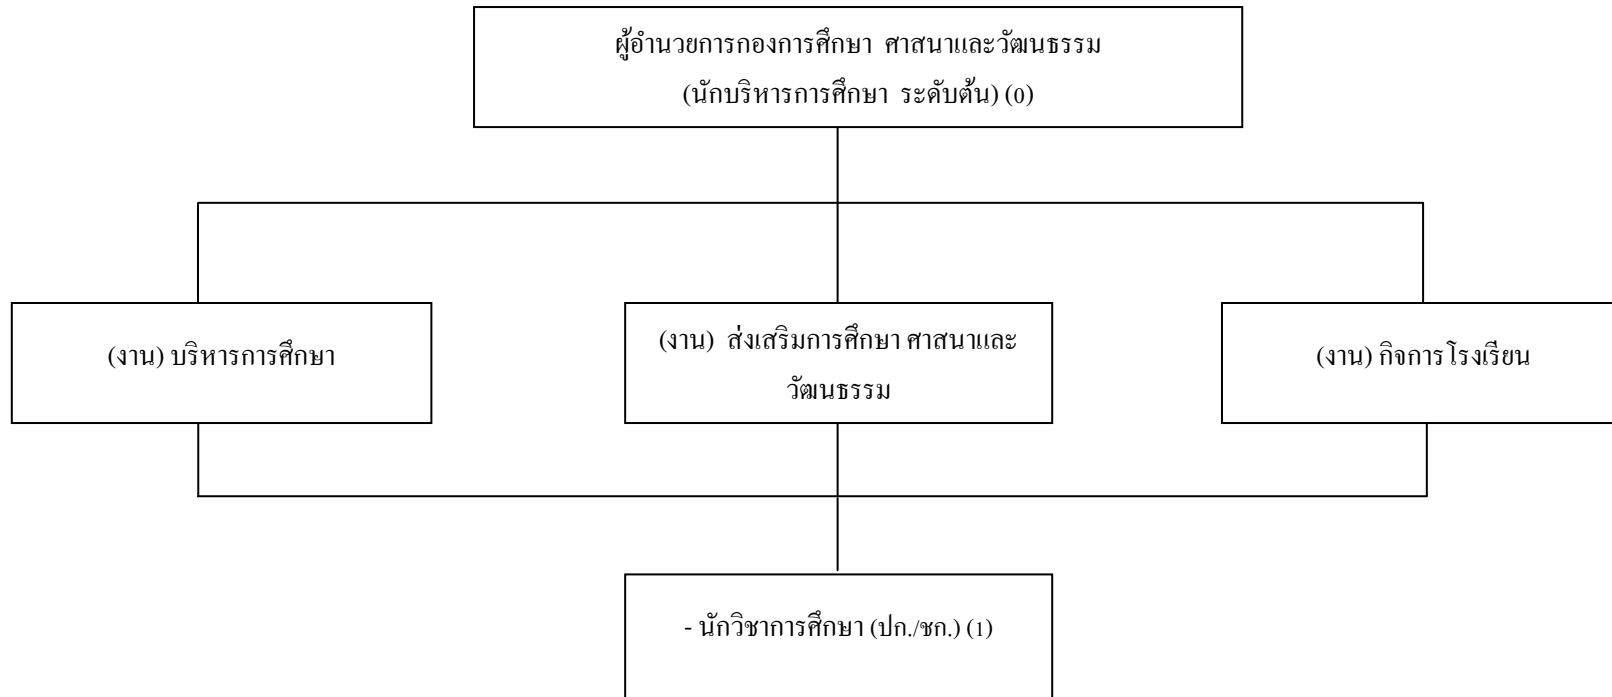 ผู้อำนวยการกองการศึกษา ศาสนาและวัฒนธรรม
(นักบริหารการศึกษา ระดับต้น) (0)
(งาน) บริหารการศึกษา
(งาน) ส่งเสริมการศึกษา ศาสนาและ
วัฒนธรรม
(งาน) กิจการโรงเรียน
- นักวิชาการศึกษา (ปก./ชก.) (1)